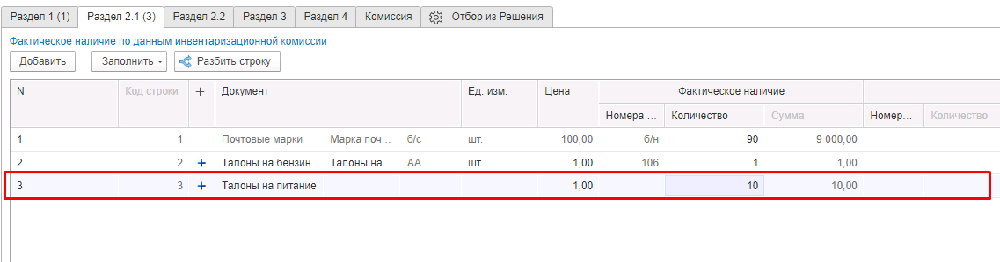 Раздел 1 (1) Раздел 2.1 (3) Раздел 2.2 Раздел 3 Раздел 4 Комиссия Отбор из Решения
Фактическое наличие по данным инвентаризационной комиссии
Добавить Заполнить Разбить строку
N Код строки + Документ Ед. изм. Цена Фактическое наличие
Номера ... Количество Сумма Номер... Количество
1 1 Почтовые марки Марка поч... б/с шт. 100,00 б/н 90 9 000,00
2 2 + Талоны на бензин Талоны на... АА шт. 1,00 106 1 1,00
3 3 + Талоны на питание 1,00 10 10,00